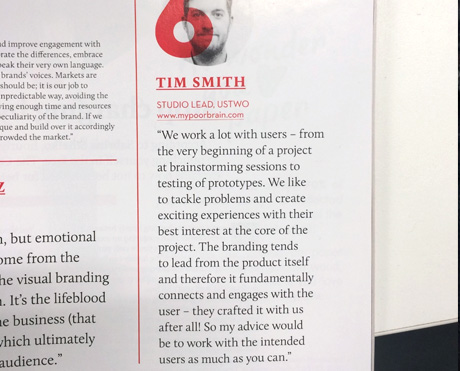 nd improve engagement with
rate the differences, embrace
peak their very own language.
brands' voices. Markets are
should be; it is our job to
npredictable way, avoiding the
ving enough time and resources
eculiarity of the brand. If we
que and build over it accordingly
rowded the market."
Z
n, but emotional
ome from the
he visual branding
n. It's the lifeblood
ne business (that
which ultimately
audience."
6
TIM SMITH
STUDIO LEAD, USTWO
www.mypoorbrain.com
"We work a lot with users – from
the very beginning of a project
at brainstorming sessions to
testing of prototypes. We like
to tackle problems and create
exciting experiences with their
best interest at the core of the
project. The branding tends
to lead from the product itself
and therefore it fundamentally
connects and engages with the
user – they crafted it with us
after all! So my advice would
be to work with the intended
users as much as you can."